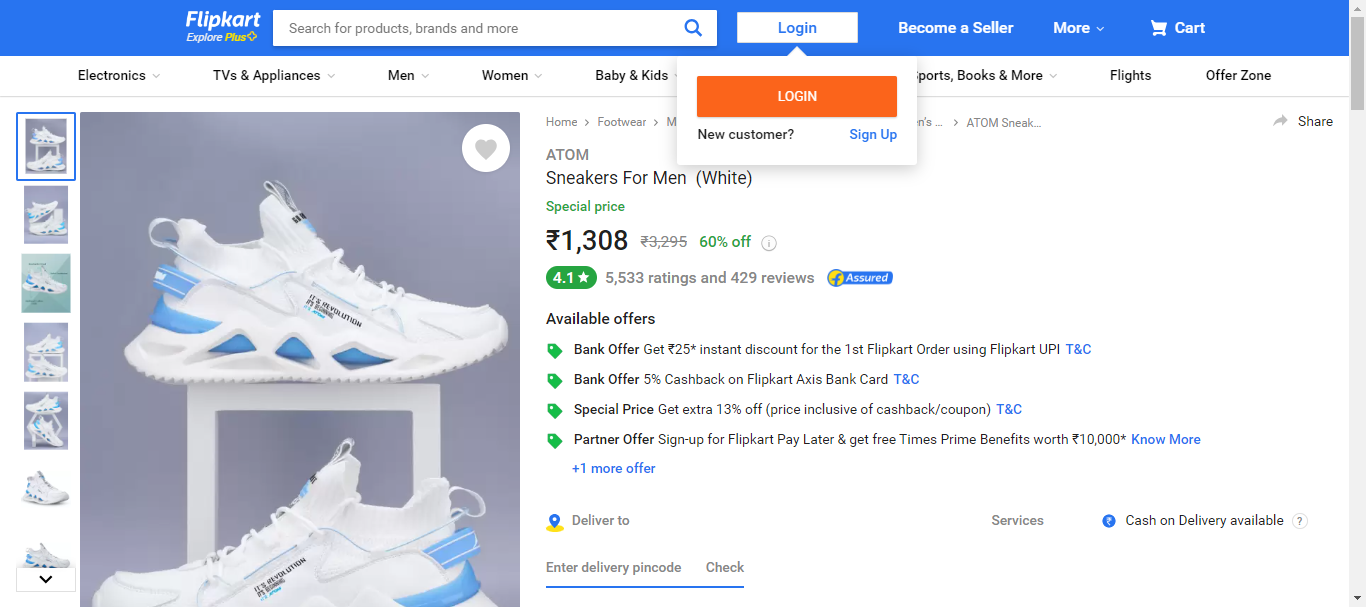 Flipkart
Explore Plus
Search for products, brands and more
Login
Become a Seller
More
Cart
Electronics
TVs & Appliances
Men
Women
Baby & Kids
Sports, Books & More
Flights
Offer Zone
LOGIN
New customer? Sign Up
Home > Footwear >
ATOM Sneak...
Share
ATOM
Sneakers For Men (White)
Special price
₹1,308 ₹3,295 60% off
4.1★ 5,533 ratings and 429 reviews Assured
Available offers
Bank Offer Get ₹25* instant discount for the 1st Flipkart Order using Flipkart UPI T&C
Bank Offer 5% Cashback on Flipkart Axis Bank Card T&C
Special Price Get extra 13% off (price inclusive of cashback/coupon) T&C
Partner Offer Sign-up for Flipkart Pay Later & get free Times Prime Benefits worth ₹10,000* Know More
+1 more offer
Deliver to
Services
Cash on Delivery available ?
Enter delivery pincode Check
IT'S REVOLUTION
IT'S BEGINNING
IT'S REVOLUTION
IT'S BEGINNING